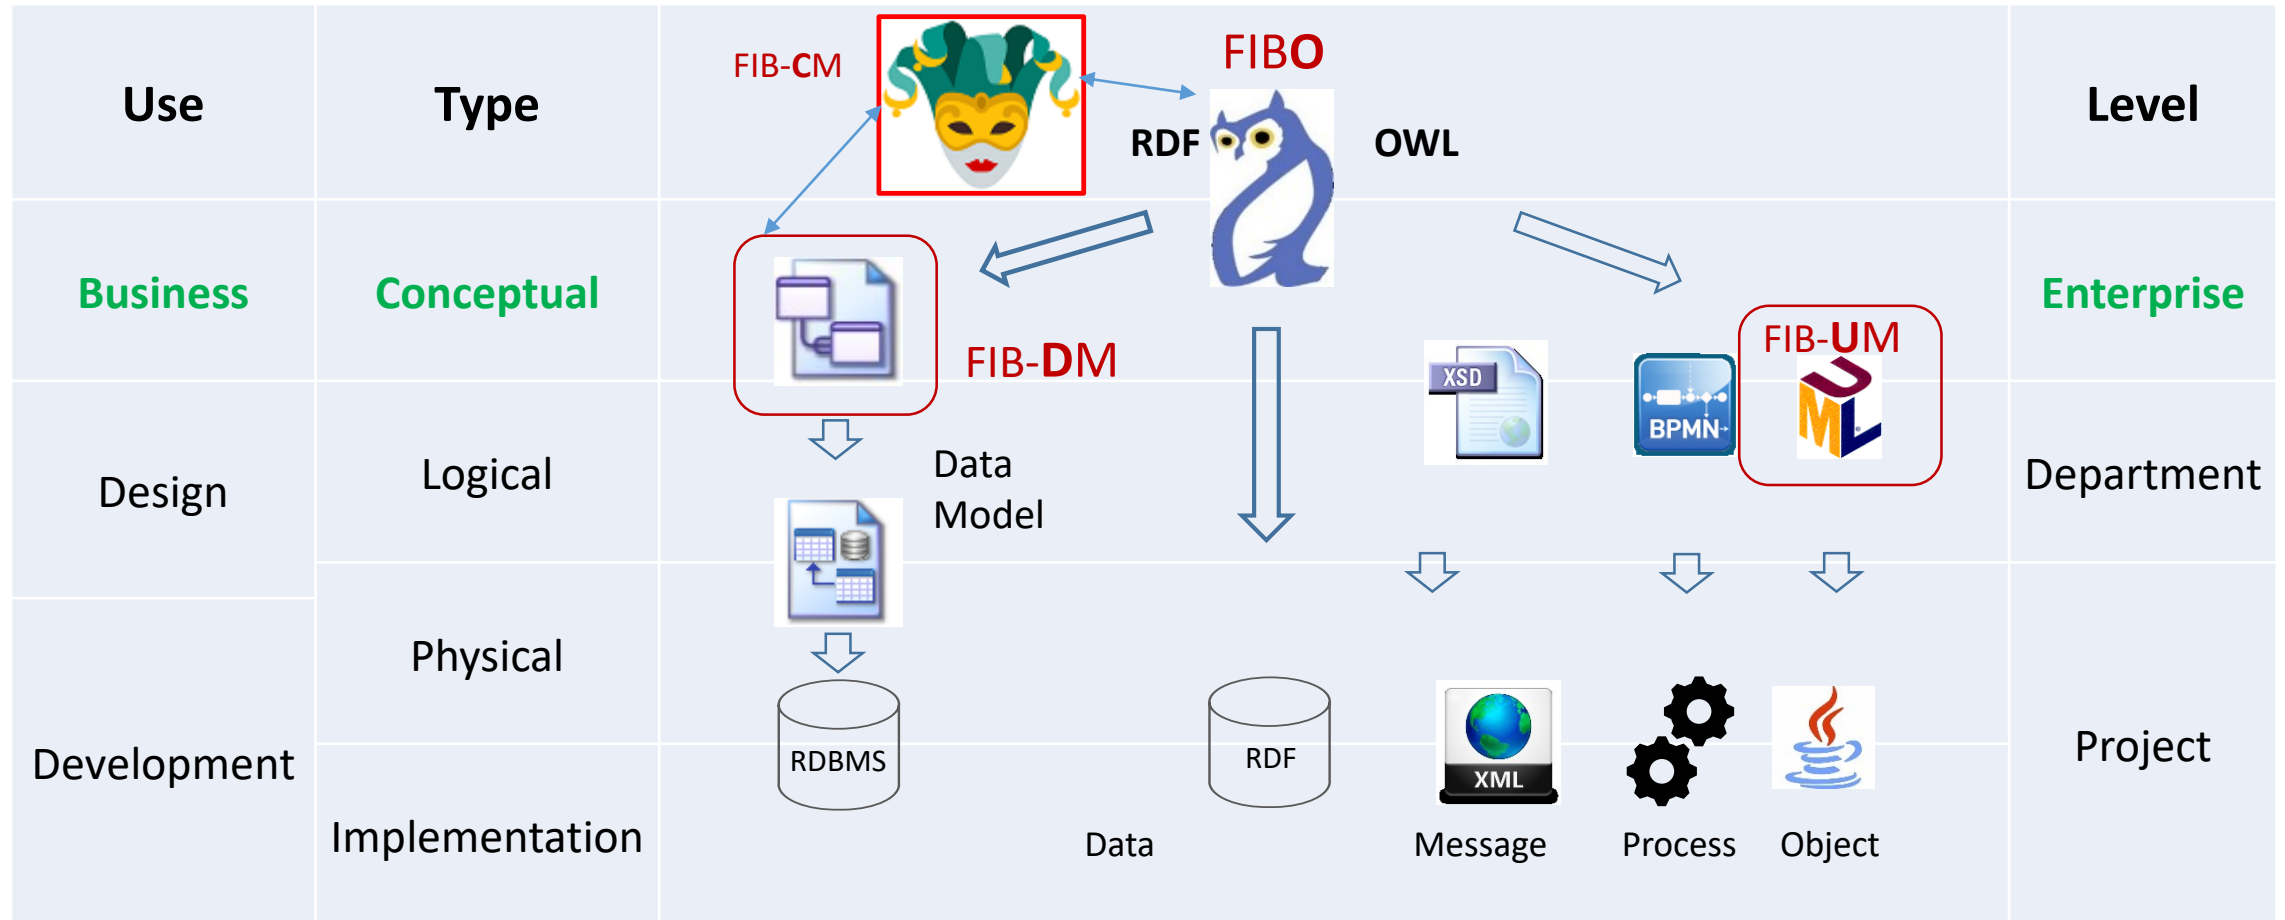 Use
Type
FIB-CM
FIBO
RDF
OWL
Level
Business
Conceptual
Enterprise
FIB-DM
FIB-UM
XSD
BPMN
UML
Design
Logical
Data
Model
Department
Physical
Development
RDBMS
RDF
XML
Project
Implementation
Data
Message
Process
Object